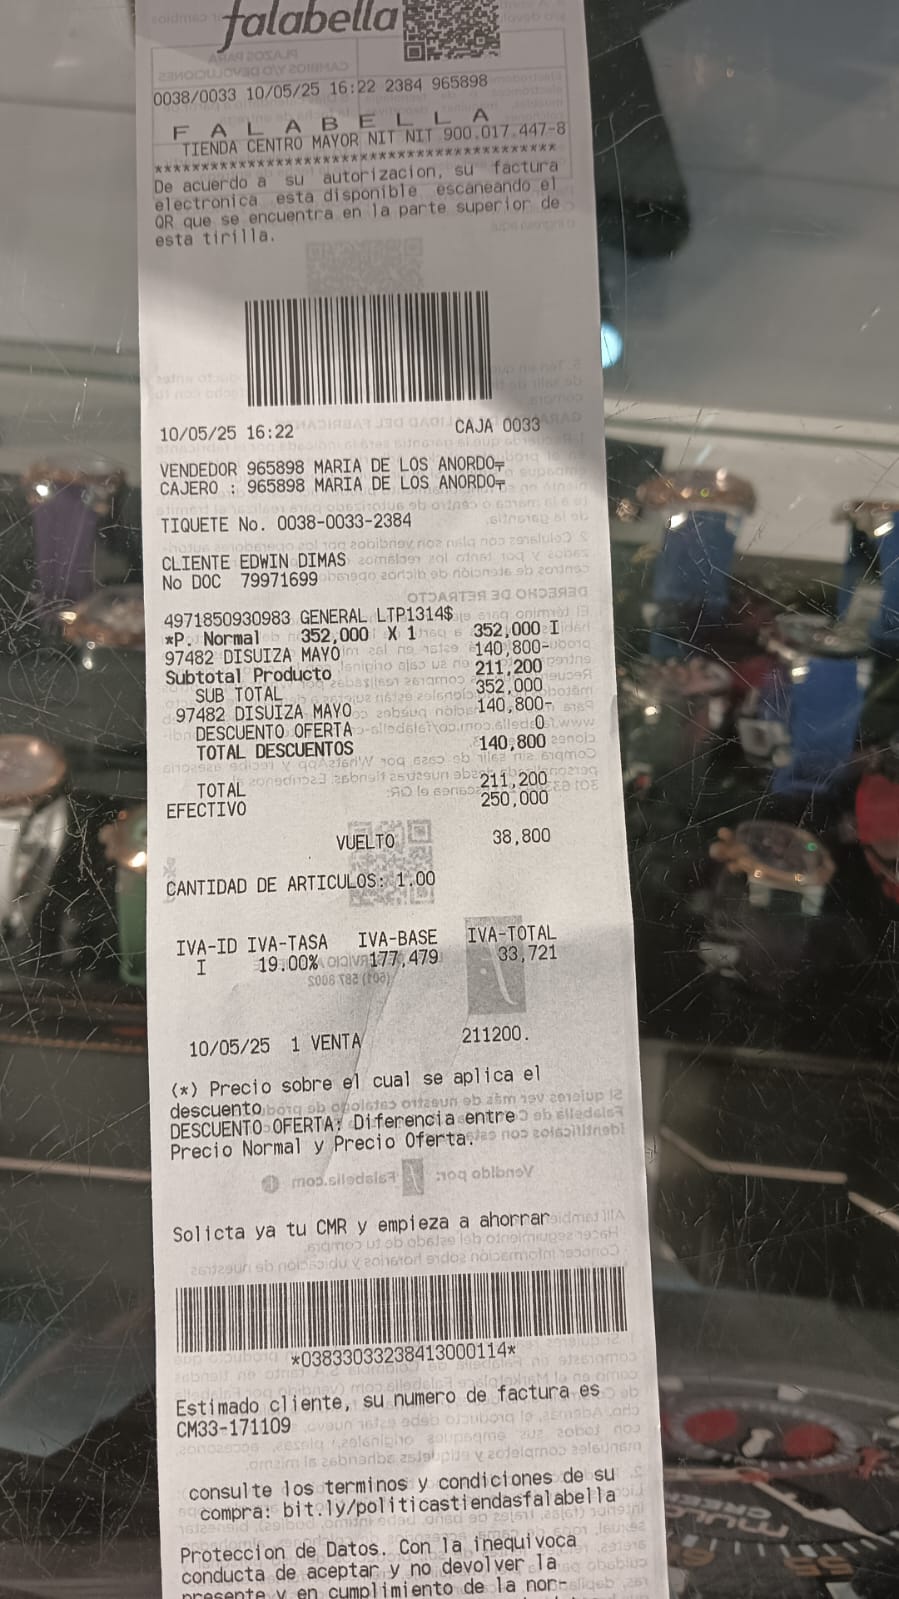 falabella
0038/0033 10/05/25 16:22 2384 965898
F A L A B E L L A
TIENDA CENTRO MAYOR NIT NIT 900.017.447-8
*******************************************
De acuerdo a su autorizacion, su factura
electronica esta disponible escaneando el
QR que se encuentra en la parte superior de
esta tirilla.
10/05/25 16:22 CAJA 0033
VENDEDOR 965898 MARIA DE LOS ANORDO
CAJERO : 965898 MARIA DE LOS ANORDO
TIQUETE No. 0038-0033-2384
CLIENTE EDWIN DIMAS
No DOC 79971699
4971850930983 GENERAL LTP1314$
*P. Normal 352,000 X 1 352,000 I
97482 DISUIZA MAYO 140,800-
Subtotal Producto 211,200
SUB TOTAL 352,000
97482 DISUIZA MAYO 140,800-
DESCUENTO OFERTA 0
TOTAL DESCUENTOS 140,800
TOTAL 211,200
EFECTIVO 250,000
VUELTO 38,800
CANTIDAD DE ARTICULOS: 1.00
IVA-ID IVA-TASA IVA-BASE IVA-TOTAL
I 19.00% 177,479 33,721
10/05/25 1 VENTA 211200.
(*) Precio sobre el cual se aplica el
descuento
DESCUENTO OFERTA: Diferencia entre
Precio Normal y Precio Oferta.
Solicta ya tu CMR y empieza a ahorrar
*03833033238413000114*
Estimado cliente, su numero de factura es
CM33-171109
consulte los terminos y condiciones de su
compra: bit.ly/politicastiendasfalabella
Proteccion de Datos. Con la inequivoca
conducta de aceptar y no devolver la
presente y en cumplimiento de la nor-